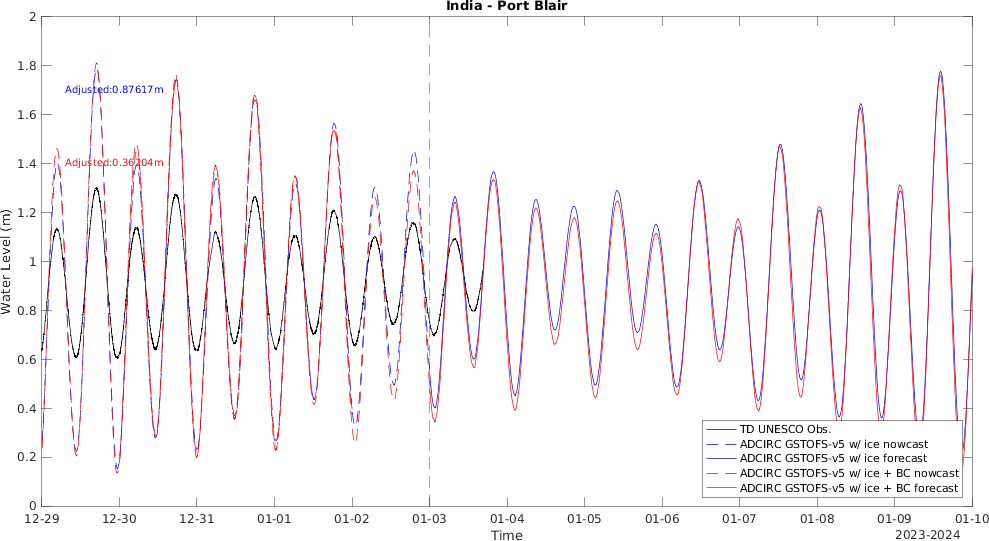 India - Port Blair
Water Level (m)
2
1.8
1.6
1.4
1.2
1
0.8
0.6
0.4
0.2
0
Adjusted:0.87617m
Adjusted:0.36204m
TD UNESCO Obs.
ADCIRC GSTOFS-v5 w/ ice nowcast
ADCIRC GSTOFS-v5 w/ ice forecast
ADCIRC GSTOFS-v5 w/ ice + BC nowcast
ADCIRC GSTOFS-v5 w/ ice + BC forecast
12-29 12-30 12-31 01-01 01-02 01-03 01-04 01-05 01-06 01-07 01-08 01-09 01-10
Time
2023-2024